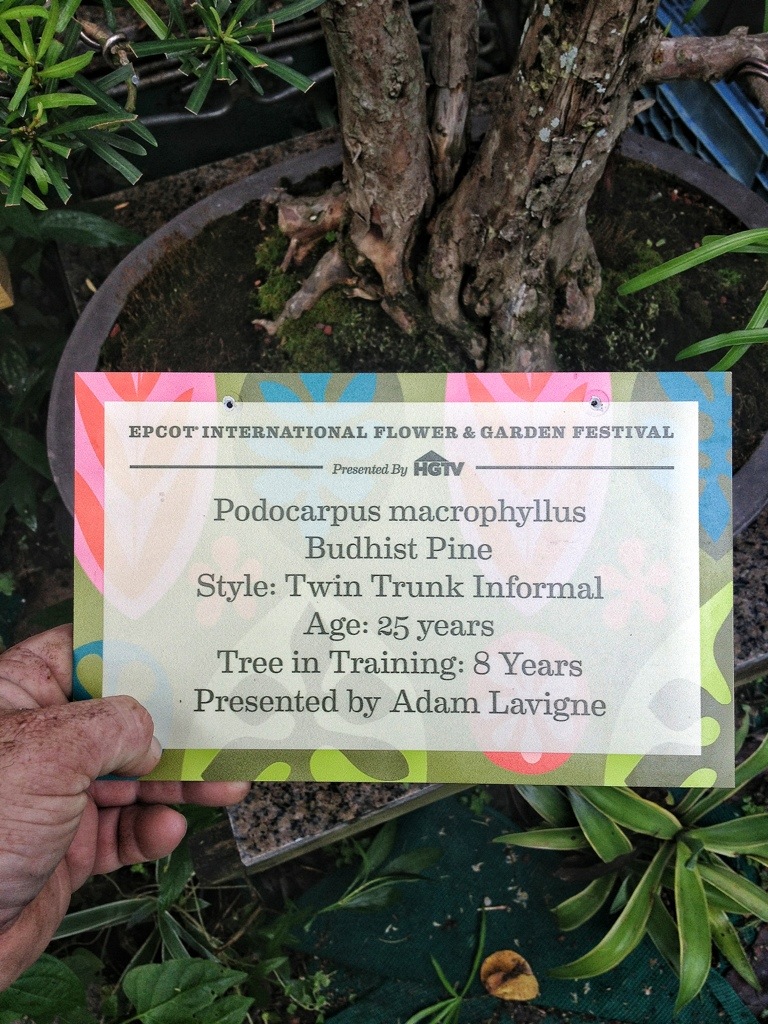 EPCOT® INTERNATIONAL FLOWER & GARDEN FESTIVAL
Presented By HGTV
Podocarpus macrophyllus
Budhist Pine
Style: Twin Trunk Informal
Age: 25 years
Tree in Training: 8 Years
Presented by Adam Lavigne